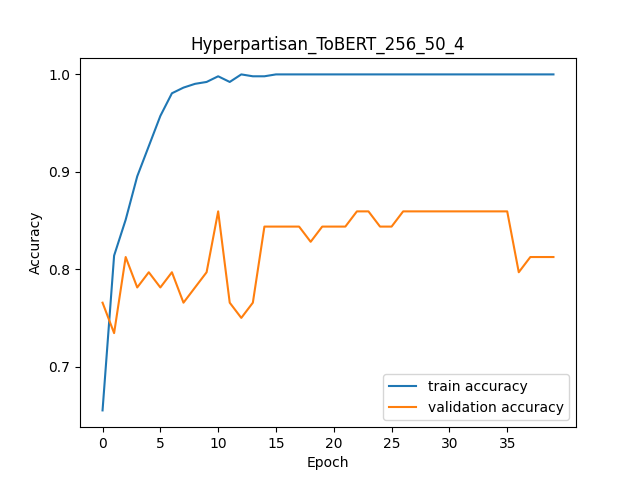 Hyperpartisan_ToBERT_256_50_4
1.0
0.9
0.8
0.7
Accuracy
0 5 10 15 20 25 30 35
Epoch
train accuracy
validation accuracy